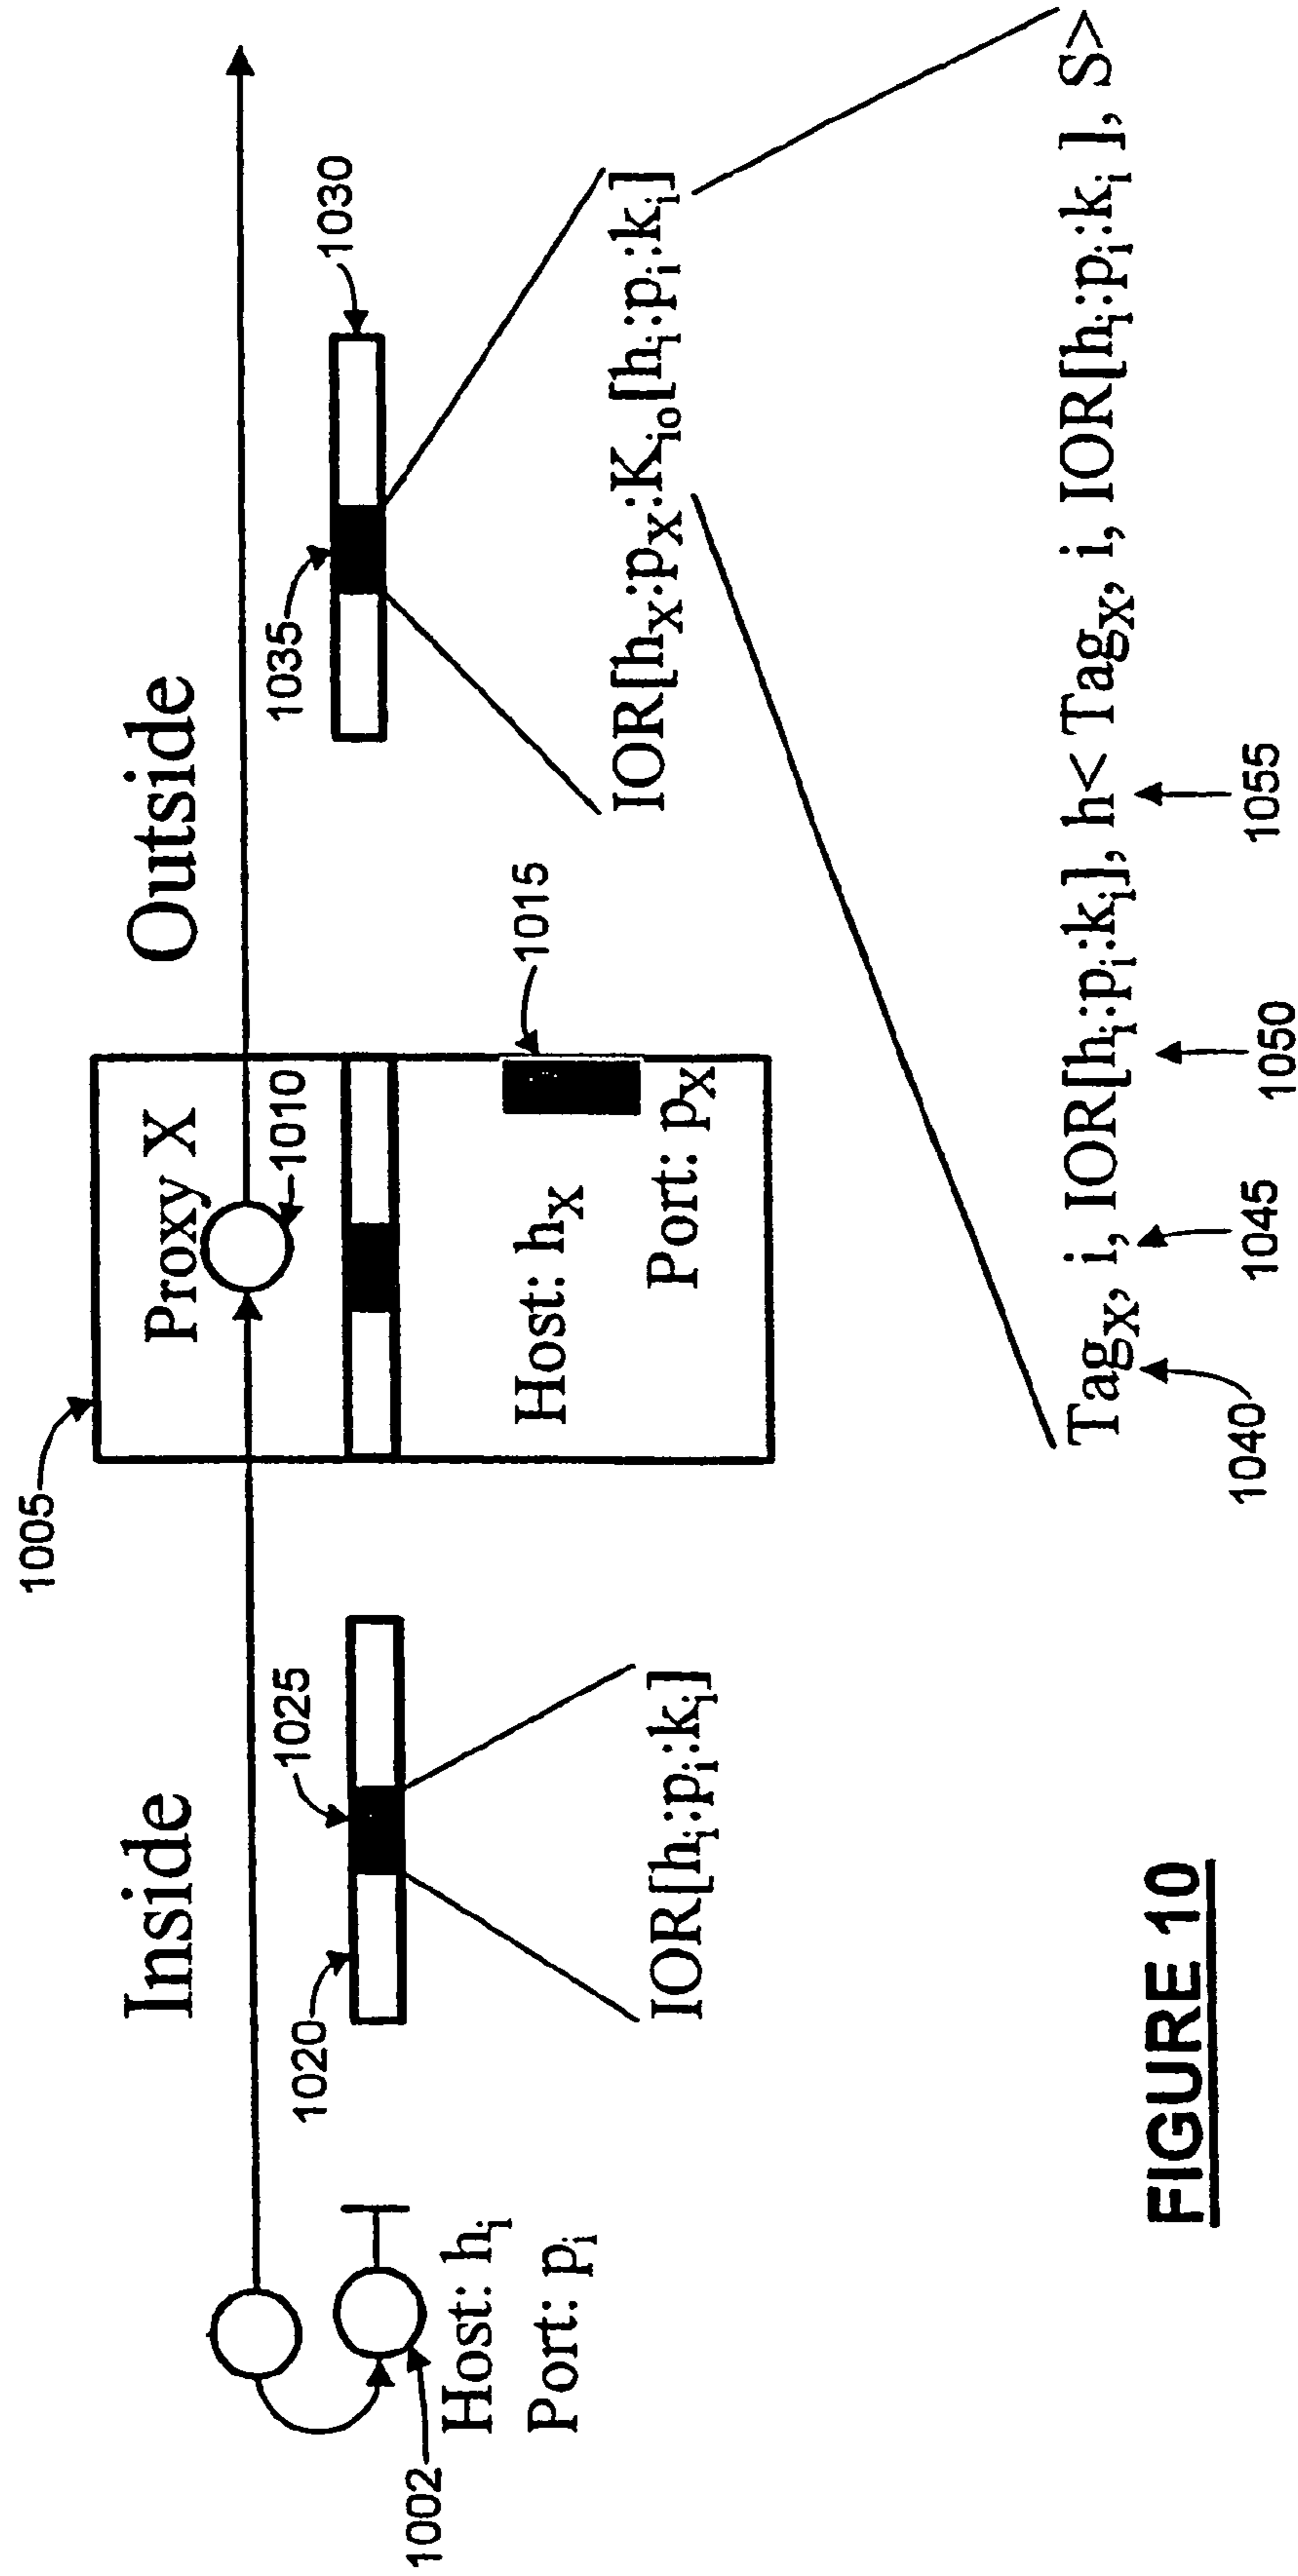 Inside
Outside
1005
Proxy X
1010
1030
1035
1020
1025
1015
1002
Host: hᵢ
Port: pᵢ
IOR[hᵢ:pᵢ:kᵢ]
Host: hₓ
Port: pₓ
IOR[hₓ:pₓ:Kᵢₒ[hᵢ:pᵢ:kᵢ]
Tagₓ, i, IOR[hᵢ:pᵢ:kᵢ], h< Tagₓ, i, IOR[hᵢ:pᵢ:kᵢ ], S>
1040
1045
1050
1055
FIGURE 10